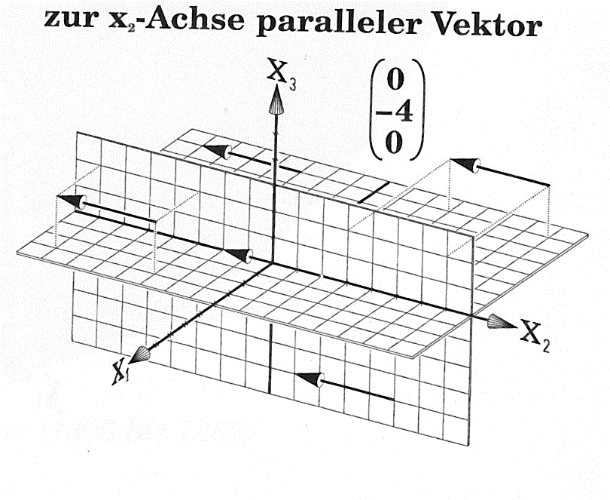 zur x₂-Achse paralleler Vektor
X₃
0
-4
0
X₂
X₁